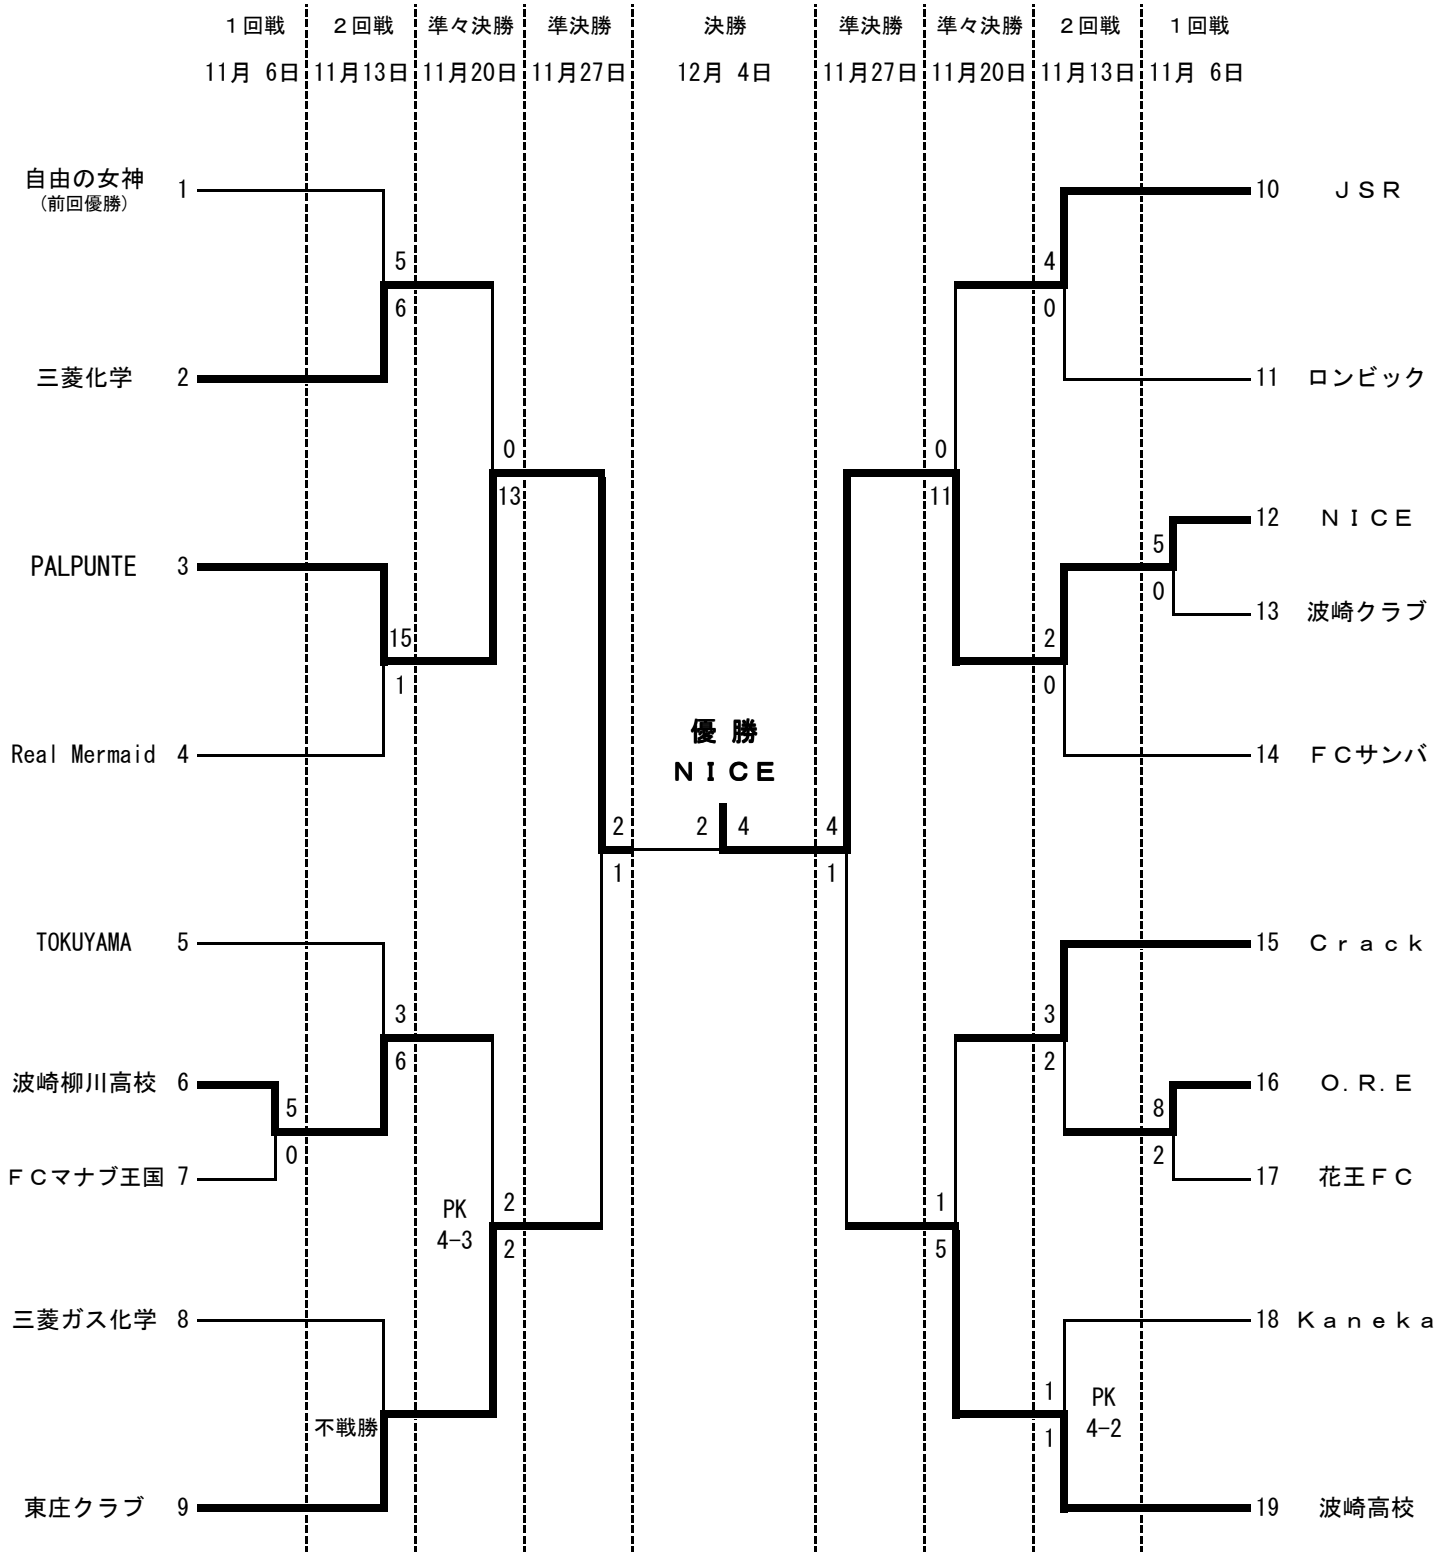 １回戦 ２回戦 準々決勝 準決勝 決勝 準決勝 準々決勝 ２回戦 １回戦
11月 6日 11月13日 11月20日 11月27日 12月 4日 11月27日 11月20日 11月13日 11月 6日
自由の女神 1 10 ＪＳＲ
(前回優勝)
5 4
6 0
三菱化学 2 11 ロンビック
0 0
13 11
12 ＮＩＣＥ
5
PALPUNTE 3
0
13 波崎クラブ
15 2
1 0
優 勝
Real Mermaid 4 14 ＦＣサンバ
ＮＩＣＥ
2 2 4 4
1 1
TOKUYAMA 5 15 Ｃｒａｃｋ
3 3
6 2
波崎柳川高校 6 16 Ｏ.Ｒ.Ｅ
5 8
0 2
ＦＣマナブ王国 7 17 花王ＦＣ
PK 2 1
4-3 2 5
三菱ガス化学 8 18 Ｋａｎｅｋａ
1 PK
不戦勝 1 4-2
東庄クラブ 9 19 波崎高校